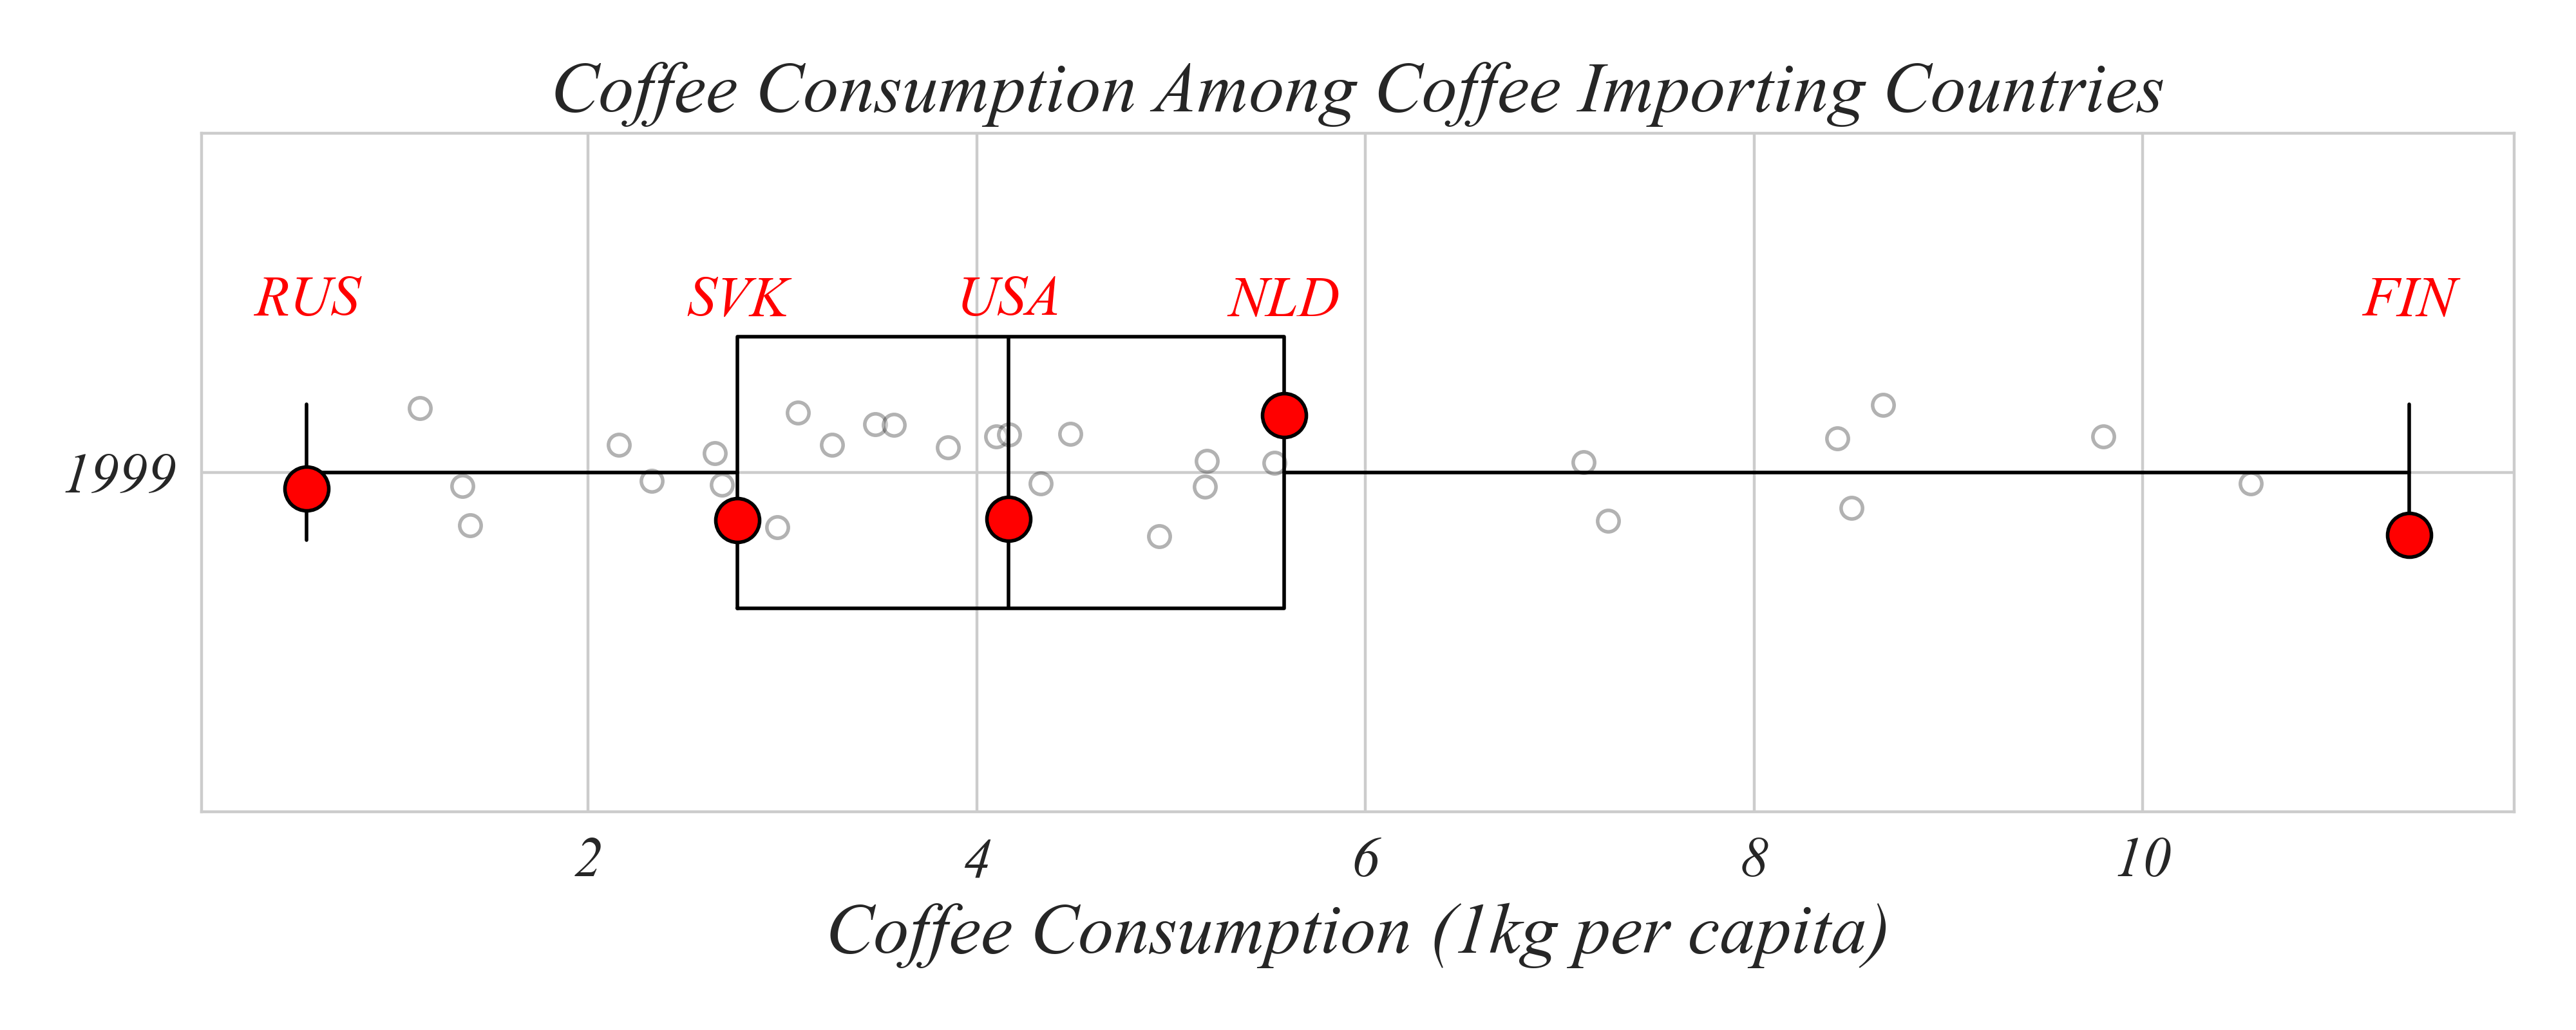 Coffee Consumption Among Coffee Importing Countries
RUS SVK USA NLD FIN
1999
2 4 6 8 10
Coffee Consumption (1kg per capita)